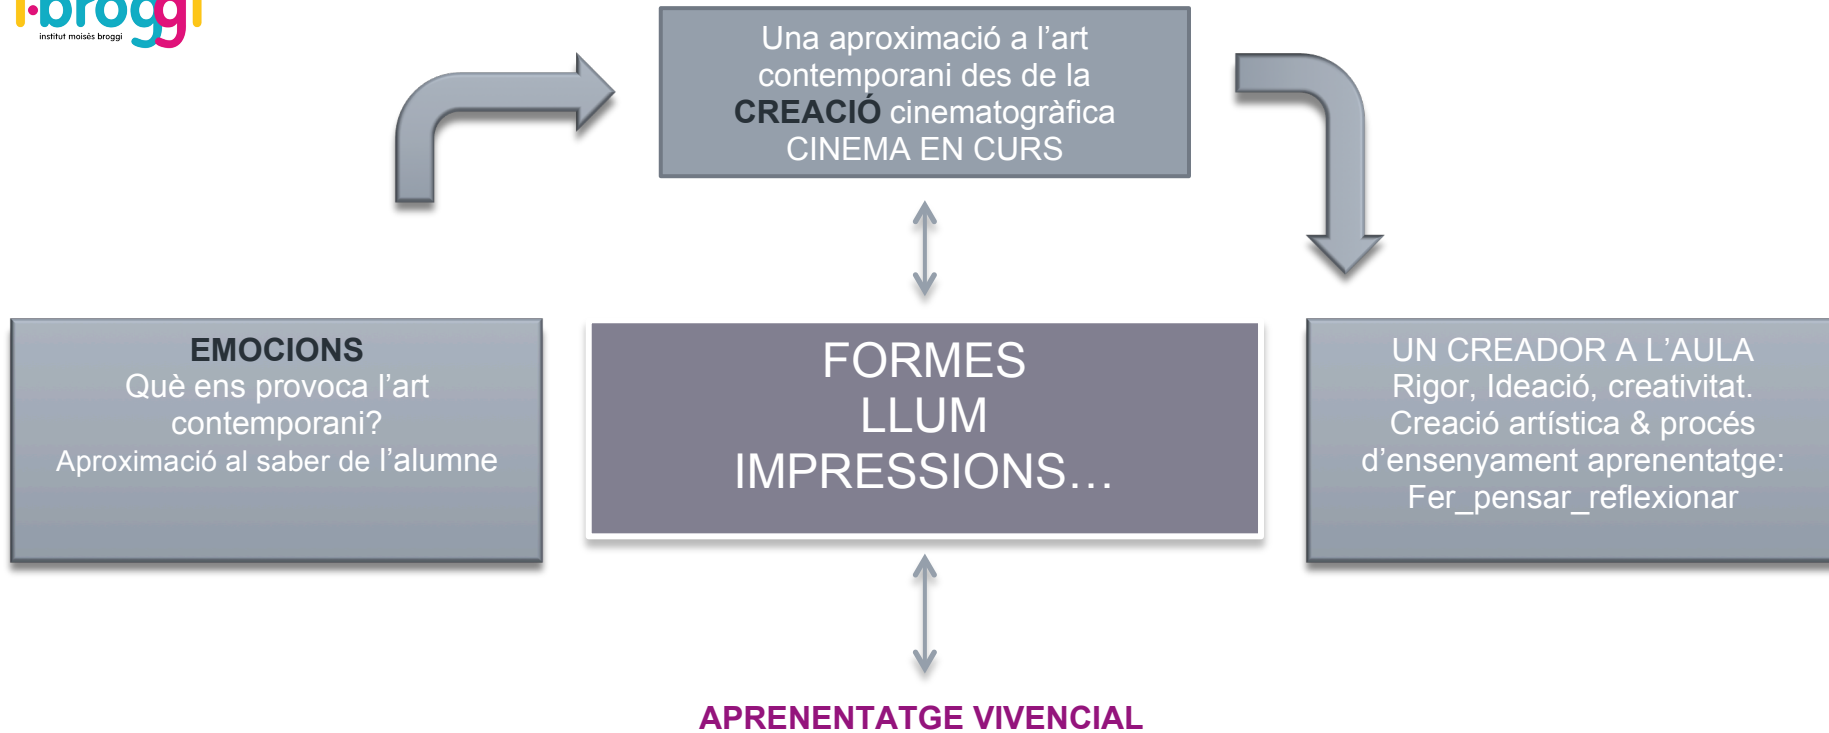 i·broggi
institut moisès broggi
Una aproximació a l’art
contemporani des de la
CREACIÓ cinematogràfica
CINEMA EN CURS
EMOCIONS
Què ens provoca l’art
contemporani?
Aproximació al saber de l’alumne
FORMES
LLUM
IMPRESSIONS…
UN CREADOR A L’AULA
Rigor, Ideació, creativitat.
Creació artística & procés
d’ensenyament aprenentatge:
Fer_pensar_reflexionar
APRENENTATGE VIVENCIAL